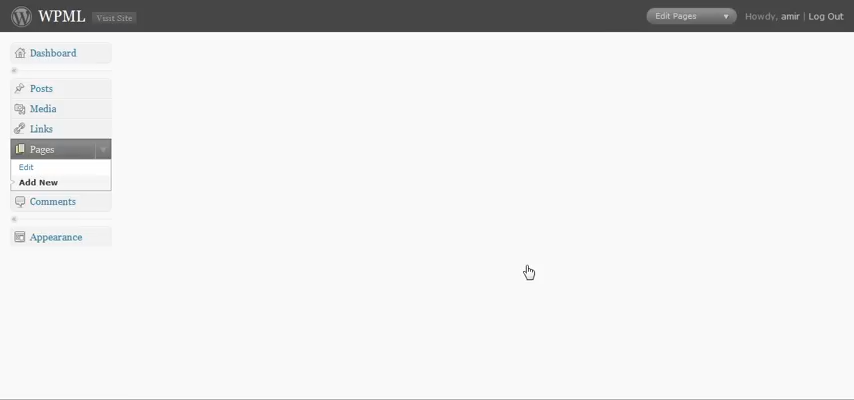 WPML Visit Site
Edit Pages
Howdy, amir | Log Out
Dashboard
Posts
Media
Links
Pages
Edit
Add New
Comments
Appearance